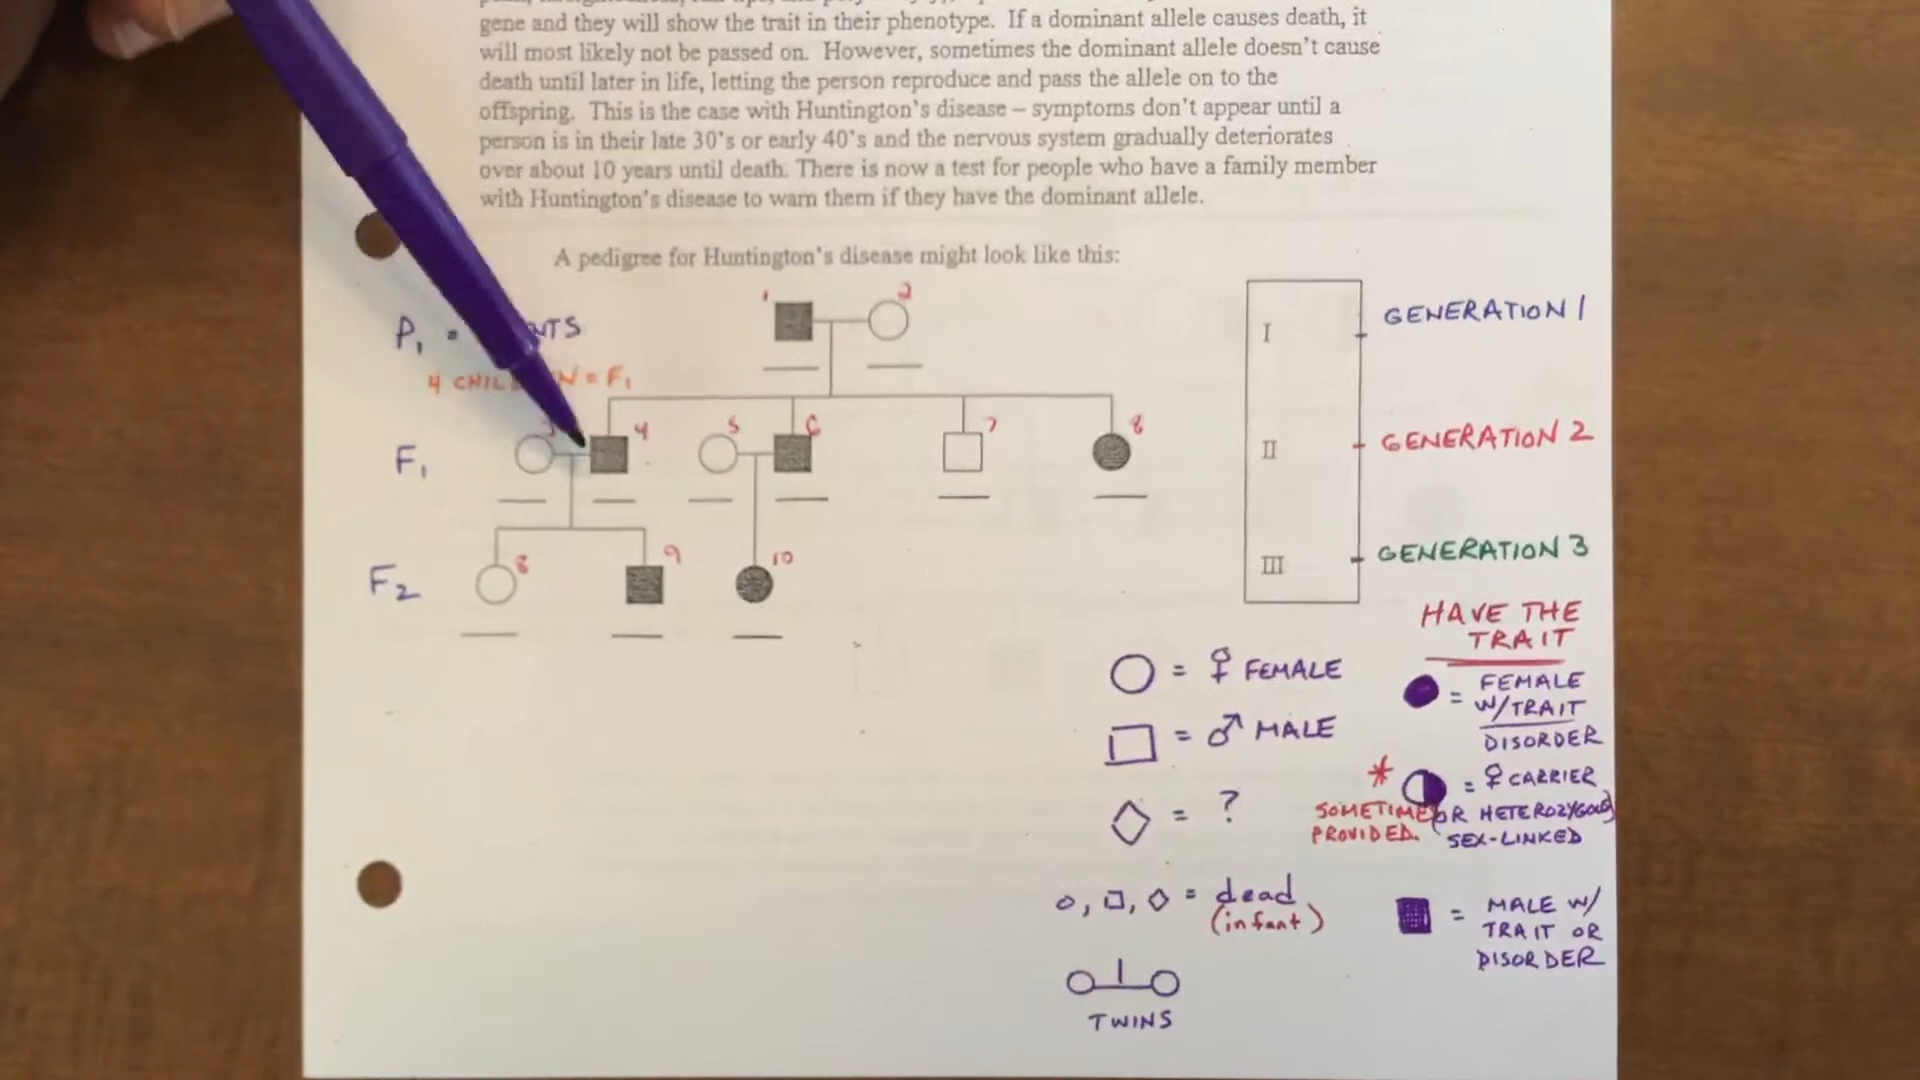 gene and they will show the trait in their phenotype. If a dominant allele causes death, it
will most likely not be passed on. However, sometimes the dominant allele doesn't cause
death until later in life, letting the person reproduce and pass the allele on to the
offspring. This is the case with Huntington's disease – symptoms don't appear until a
person is in their late 30's or early 40's and the nervous system gradually deteriorates
over about 10 years until death. There is now a test for people who have a family member
with Huntington's disease to warn them if they have the dominant allele.
A pedigree for Huntington's disease might look like this:
1 2
P1 =
I
GENERATION 1
4 = F1
4 5 6 7 8
F1
II
GENERATION 2
8 9 10
F2
III
GENERATION 3
HAVE THE
TRAIT
= ♀ FEMALE
= FEMALE
W/TRAIT
DISORDER
= ♂ MALE
* = ♀ CARRIER
SOMETIMES
PROVIDED.
(OR HETEROZYGOUS)
SEX-LINKED
= ?
= dead
(infant)
= MALE W/
TRAIT OR
DISORDER
TWINS